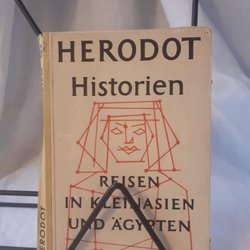 HERODOT
Historien
REISEN
IN KLEINASIEN
UND ÄGYPTEN
HERODOT